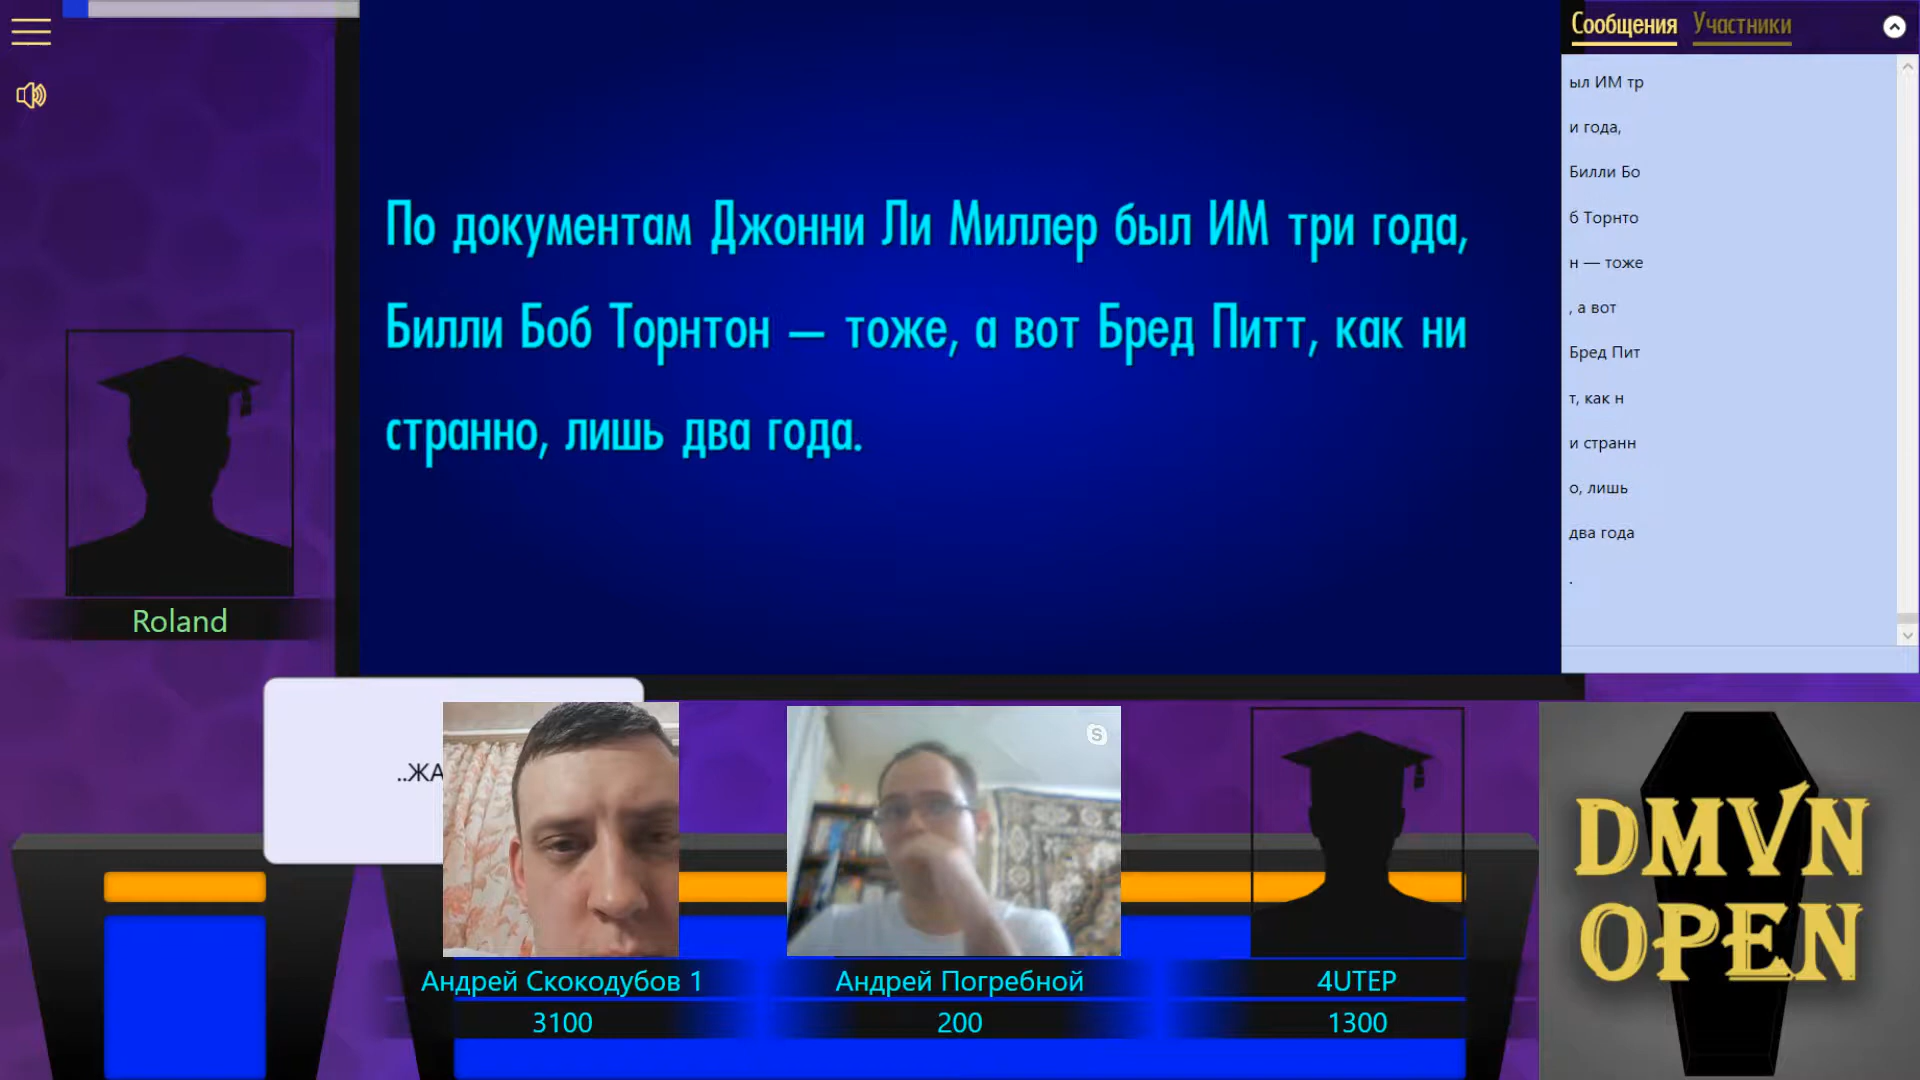 Сообщения Участники
По документам Джонни Ли Миллер был ИМ три года,
Билли Боб Торнтон — тоже, а вот Бред Питт, как ни
странно, лишь два года.
ыл ИМ тр
и года,
Билли Бо
б Торнто
н — тоже
, а вот
Бред Пит
т, как н
и странн
о, лишь
два года
.
Roland
..ЖА
S
Андрей Скокодубов 1
3100
Андрей Погребной
200
4UTEP
1300
DMVN
OPEN